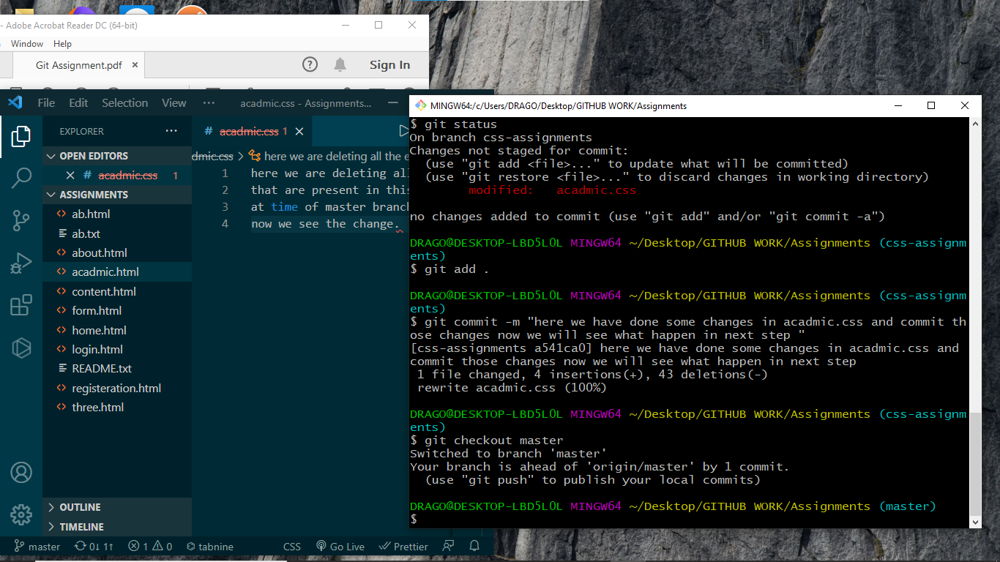 - Adobe Acrobat Reader DC (64-bit)
Window Help
Git Assignment.pdf
Sign In
File Edit Selection View ... acadmic.css - Assignments...
EXPLORER
acadmic.css 1
OPEN EDITORS
acadmic.css 1
dmic.css > here we are deleting all the e
1 here we are deleting all
2 that are present in this
3 at time of master branch
4 now we see the change.
ASSIGNMENTS
ab.html
ab.txt
about.html
acadmic.html
content.html
form.html
home.html
login.html
README.txt
registeration.html
three.html
OUTLINE
TIMELINE
master 0↓ 1↑ 1 0 tabnine CSS Go Live Prettier
MINGW64:/c/Users/DRAGO/Desktop/GITHUB WORK/Assignments
$ git status
On branch css-assignments
Changes not staged for commit:
(use "git add <file>..." to update what will be committed)
(use "git restore <file>..." to discard changes in working directory)
modified: acadmic.css
no changes added to commit (use "git add" and/or "git commit -a")
DRAGO@DESKTOP-LBD5L0L MINGW64 ~/Desktop/GITHUB WORK/Assignments (css-assignm
ents)
$ git add .
DRAGO@DESKTOP-LBD5L0L MINGW64 ~/Desktop/GITHUB WORK/Assignments (css-assignm
ents)
$ git commit -m "here we have done some changes in acadmic.css and commit th
ose changes now we will see what happen in next step "
[css-assignments a541ca0] here we have done some changes in acadmic.css and
commit those changes now we will see what happen in next step
1 file changed, 4 insertions(+), 43 deletions(-)
rewrite acadmic.css (100%)
DRAGO@DESKTOP-LBD5L0L MINGW64 ~/Desktop/GITHUB WORK/Assignments (css-assignm
ents)
$ git checkout master
Switched to branch 'master'
Your branch is ahead of 'origin/master' by 1 commit.
(use "git push" to publish your local commits)
DRAGO@DESKTOP-LBD5L0L MINGW64 ~/Desktop/GITHUB WORK/Assignments (master)
$